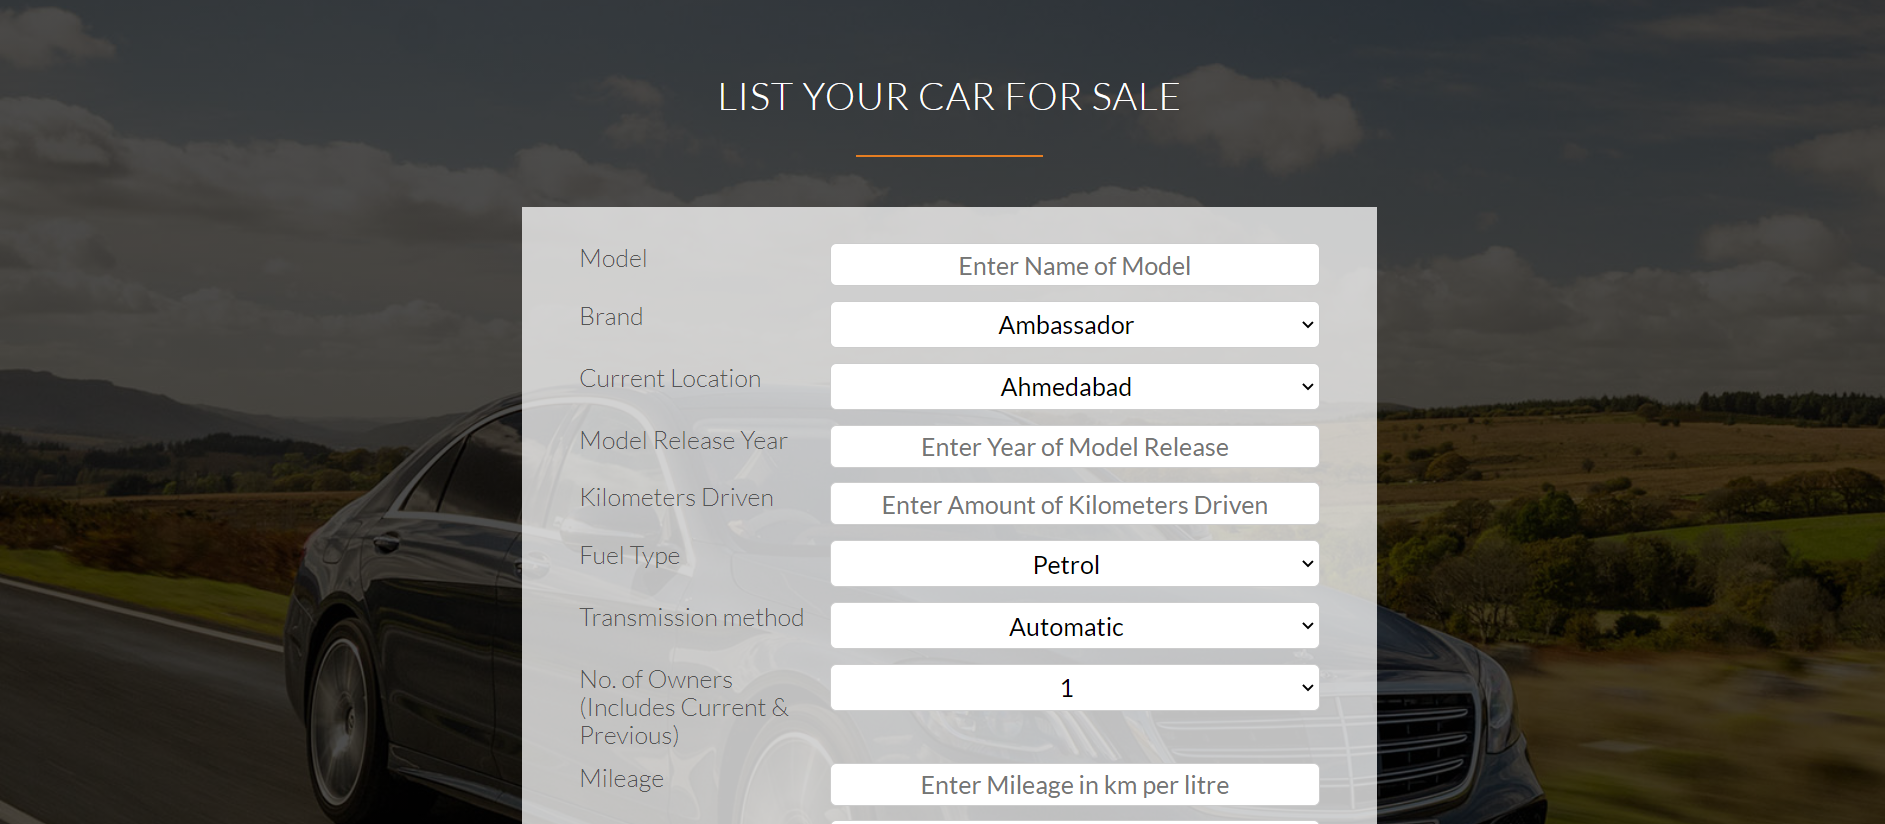 LIST YOUR CAR FOR SALE
Model
Enter Name of Model
Brand
Ambassador
Current Location
Ahmedabad
Model Release Year
Enter Year of Model Release
Kilometers Driven
Enter Amount of Kilometers Driven
Fuel Type
Petrol
Transmission method
Automatic
No. of Owners
(Includes Current &
Previous)
1
Mileage
Enter Mileage in km per litre